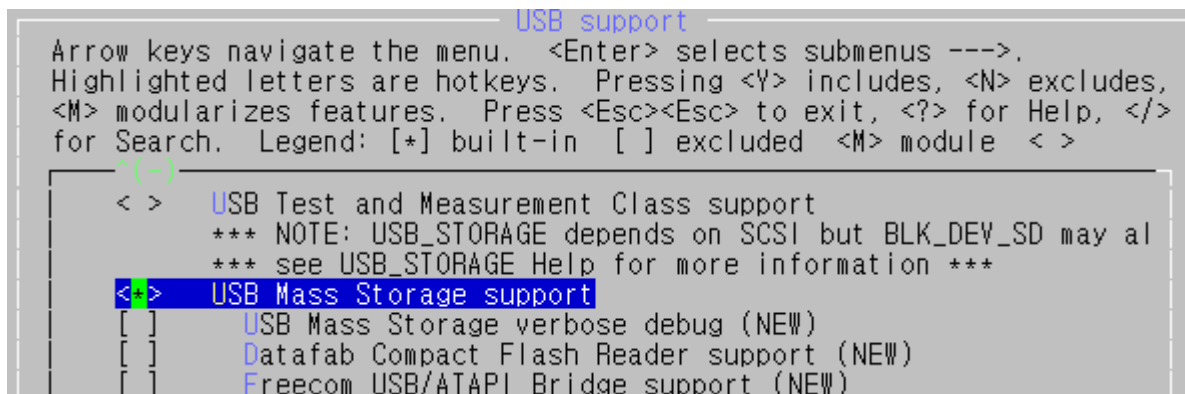 USB support
Arrow keys navigate the menu. <Enter> selects submenus --->.
Highlighted letters are hotkeys. Pressing <Y> includes, <N> excludes,
<M> modularizes features. Press <Esc><Esc> to exit, <?> for Help, </>
for Search. Legend: [*] built-in [ ] excluded <M> module < >
^(-)
< > USB Test and Measurement Class support
*** NOTE: USB_STORAGE depends on SCSI but BLK_DEV_SD may al
*** see USB_STORAGE Help for more information ***
<*> USB Mass Storage support
[ ] USB Mass Storage verbose debug (NEW)
[ ] Datafab Compact Flash Reader support (NEW)
[ ] Freecom USB/ATAPI Bridge support (NEW)